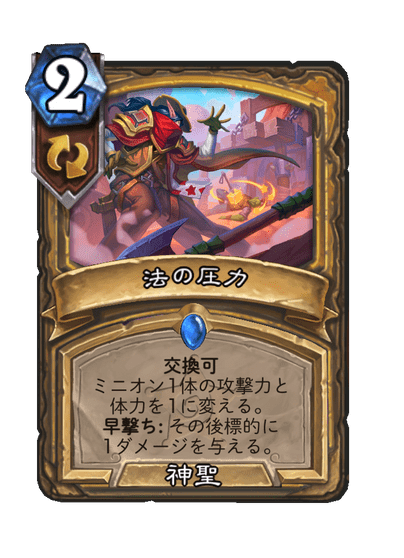 2
法の圧力
交換可
ミニオン1体の攻撃力と
体力を1に変える。
早撃ち: その後標的に
1ダメージを与える。
神聖